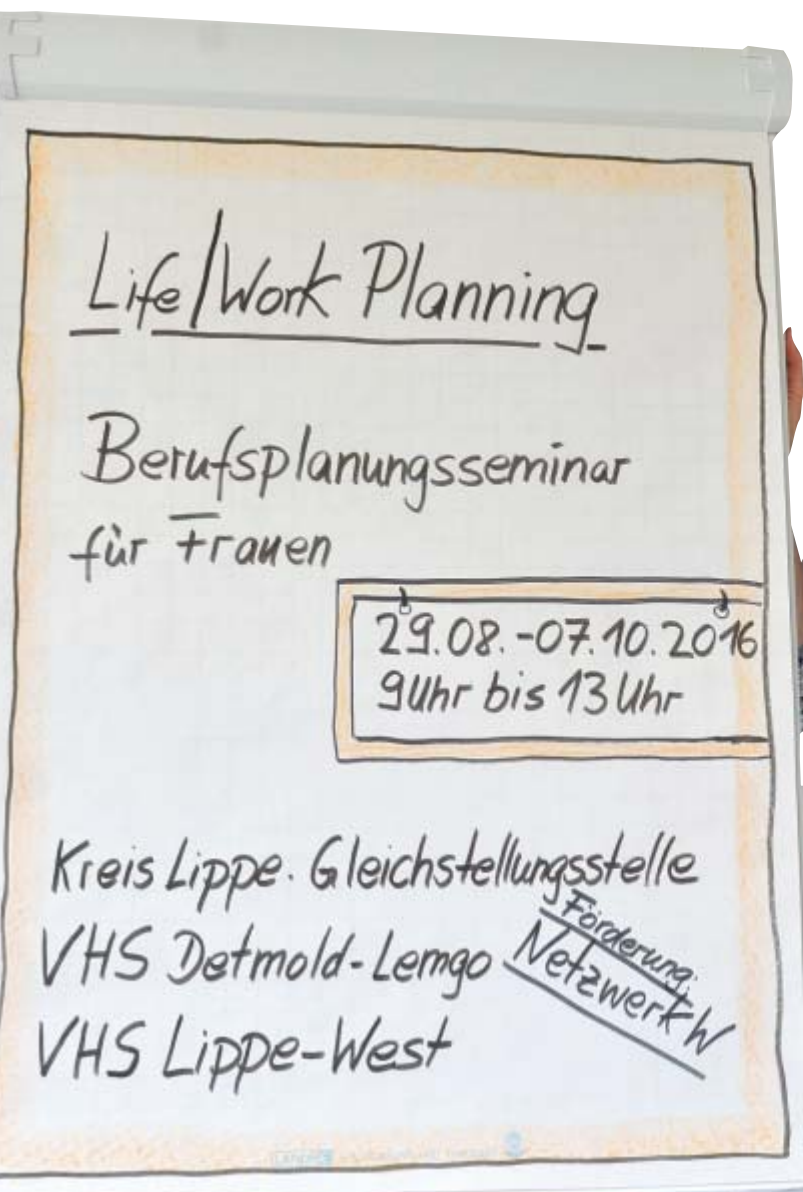 Life/Work Planning
Berufsplanungsseminar
für Frauen
29.08.-07.10.2016
9Uhr bis 13Uhr
Kreis Lippe. Gleichstellungsstelle
VHS Detmold-Lemgo
VHS Lippe-West
Förderung:
Netzwerk W